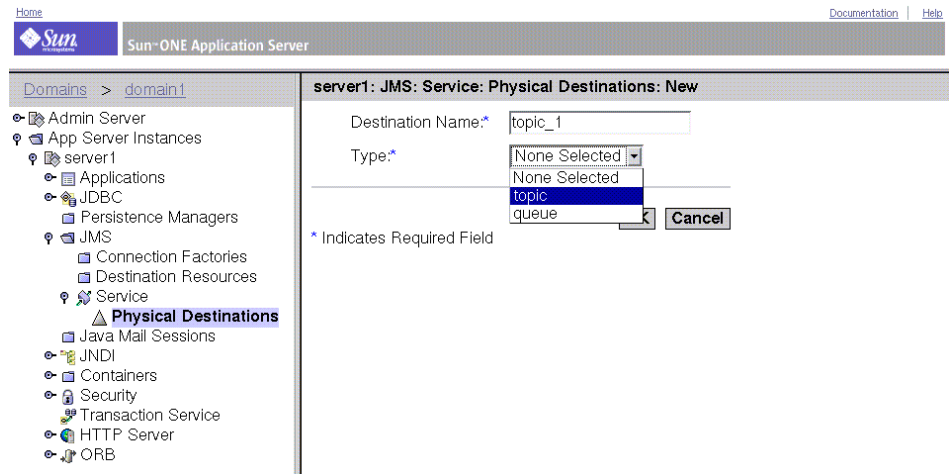 Home
Documentation
Help
Sun
microsystems
Sun™ ONE Application Server
Domains > domain1
Admin Server
App Server Instances
server1
Applications
JDBC
Persistence Managers
JMS
Connection Factories
Destination Resources
Service
Physical Destinations
Java Mail Sessions
JNDI
Containers
Security
Transaction Service
HTTP Server
ORB
server1: JMS: Service: Physical Destinations: New
Destination Name:* topic_1
Type:* None Selected
None Selected
topic
queue
K Cancel
* Indicates Required Field